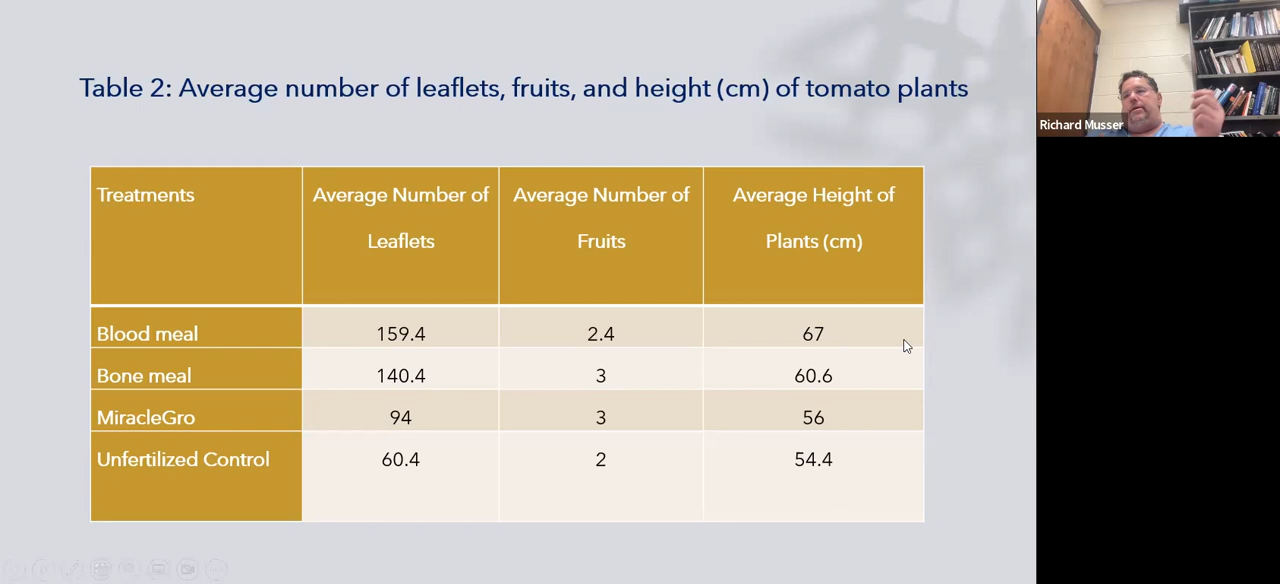 Table 2: Average number of leaflets, fruits, and height (cm) of tomato plants
Richard Musser
Treatments
Average Number of
Leaflets
Average Number of
Fruits
Average Height of
Plants (cm)
Blood meal 159.4 2.4 67
Bone meal 140.4 3 60.6
MiracleGro 94 3 56
Unfertilized Control 60.4 2 54.4